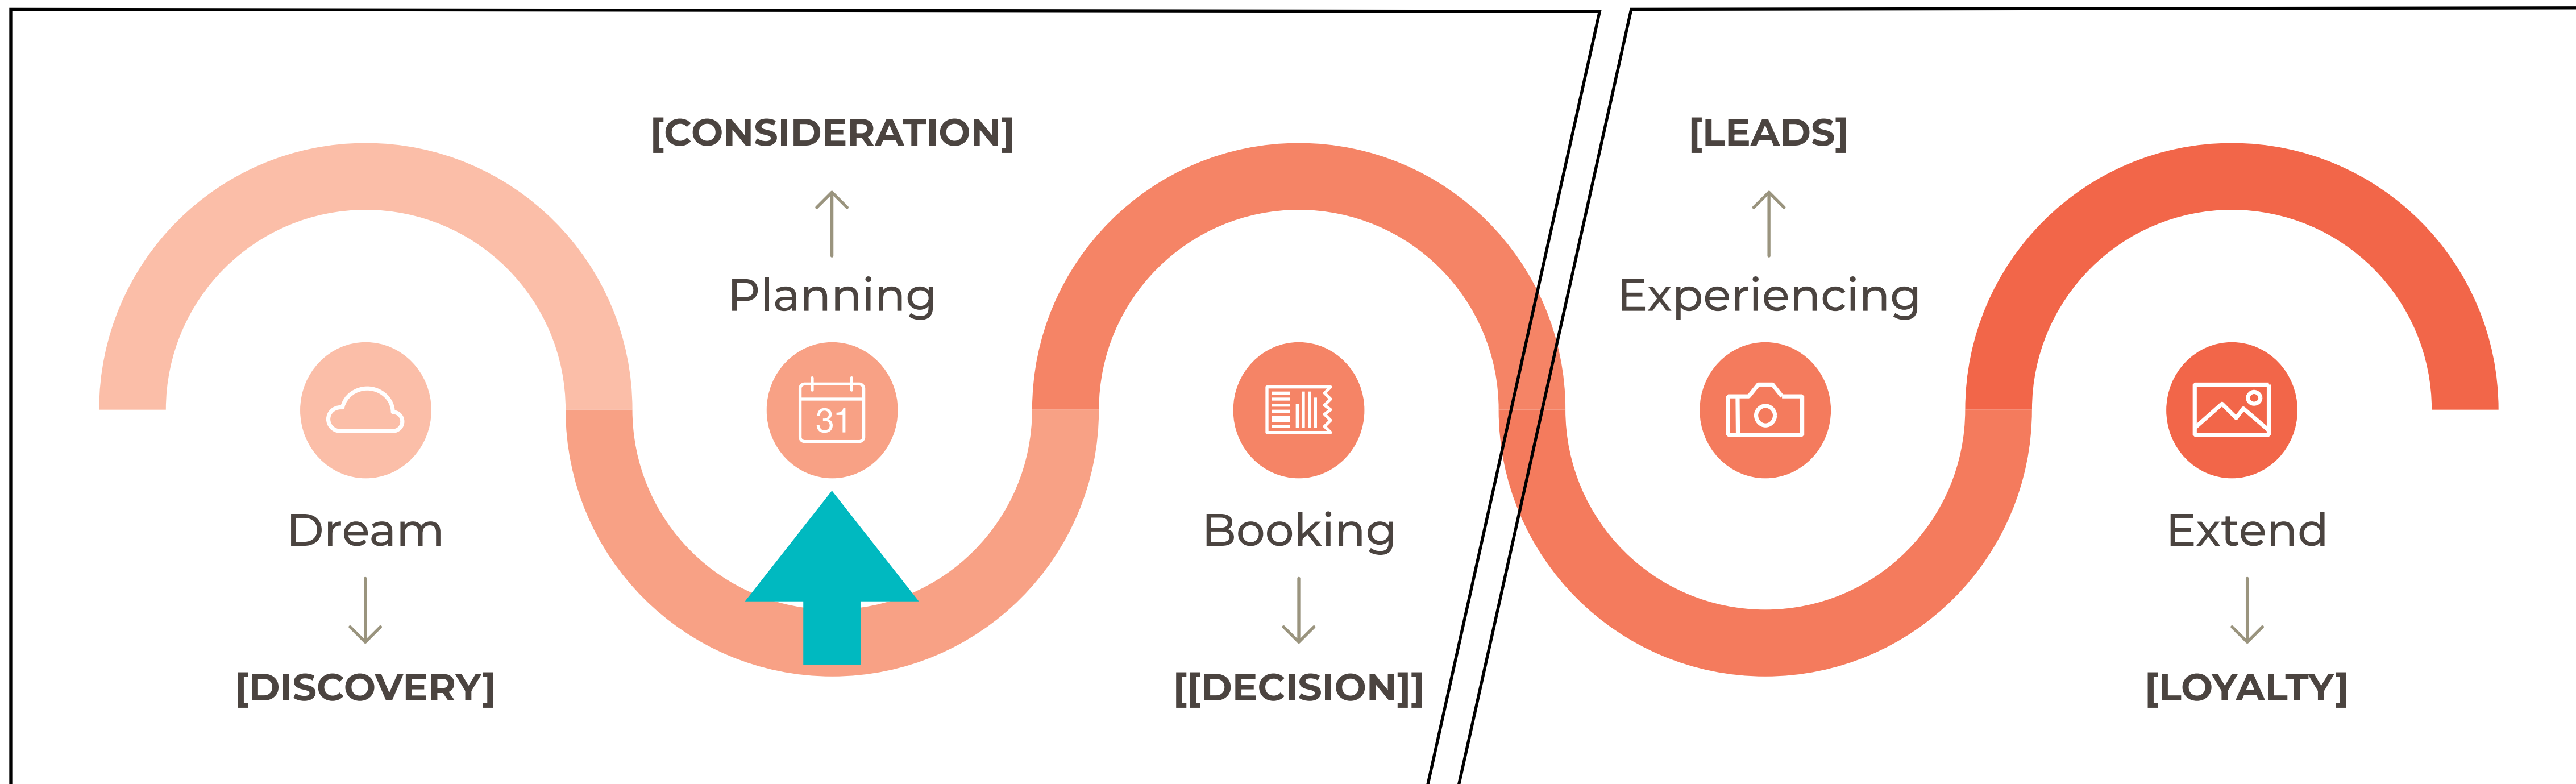 [CONSIDERATION]
[LEADS]
Planning
Experiencing
31
Dream
Booking
Extend
[DISCOVERY]
[[DECISION]]
[LOYALTY]